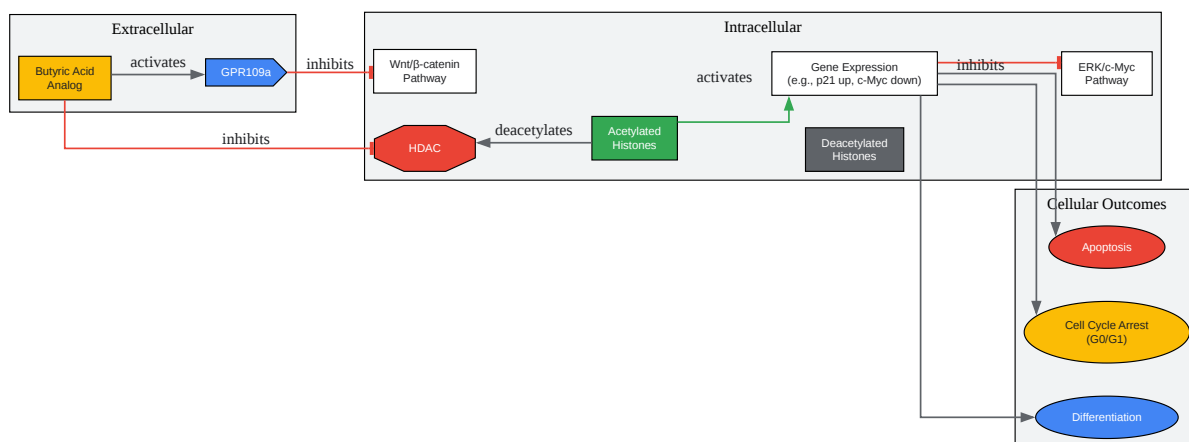 Extracellular
Intracellular
Butyric Acid
Analog
activates
GPR109a
inhibits
Wnt/β-catenin
Pathway
activates
Gene Expression
(e.g., p21 up, c-Myc down)
inhibits
ERK/c-Myc
Pathway
inhibits
HDAC
deacetylates
Acetylated
Histones
Deacetylated
Histones
Cellular Outcomes
Apoptosis
Cell Cycle Arrest
(G0/G1)
Differentiation